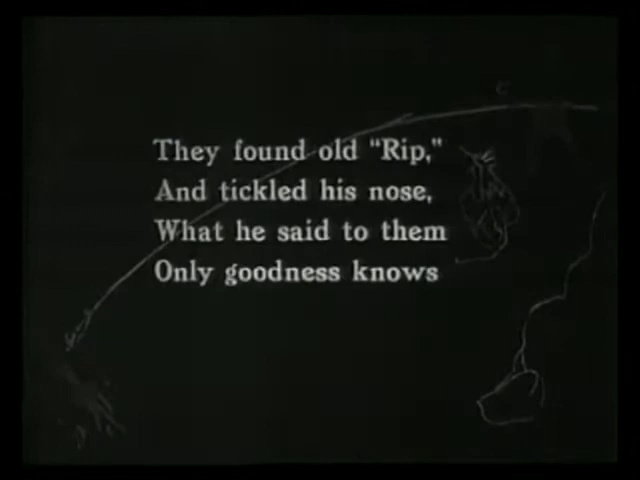 They found old "Rip,"
And tickled his nose,
What he said to them
Only goodness knows